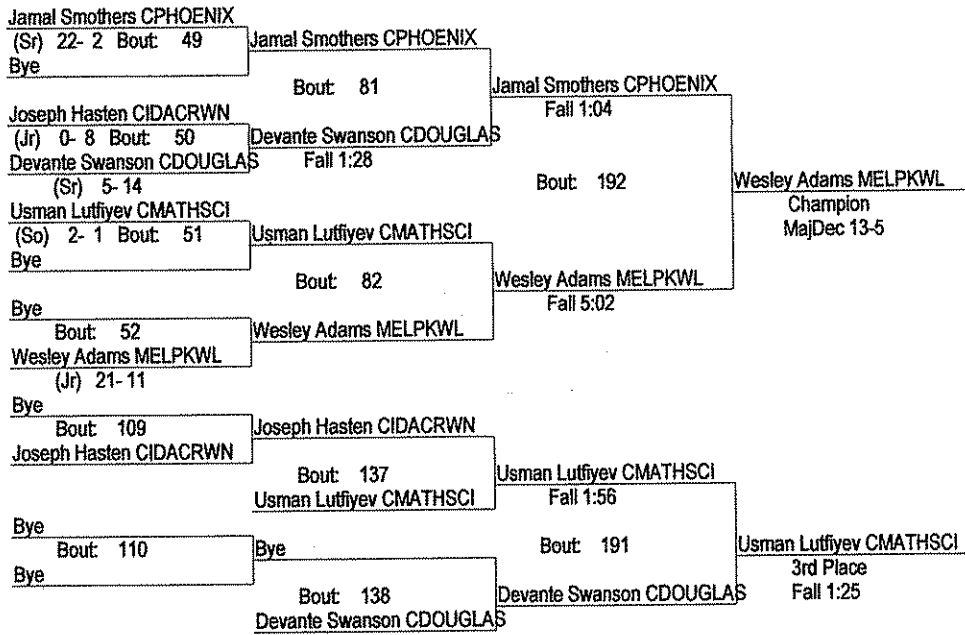 Jamal Smothers CPHOENIX
(Sr) 22- 2 Bout: 49
Bye
Jamal Smothers CPHOENIX
Bout: 81
Joseph Hasten CIDACRWN
(Jr) 0- 8 Bout: 50
Devante Swanson CDOUGLAS
(Sr) 5- 14
Devante Swanson CDOUGLAS
Fall 1:28
Jamal Smothers CPHOENIX
Fall 1:04
Bout: 192
Usman Lutfiyev CMATHSCI
(So) 2- 1 Bout: 51
Bye
Usman Lutfiyev CMATHSCI
Bout: 82
Bye
Bout: 52
Wesley Adams MELPKWL
(Jr) 21- 11
Wesley Adams MELPKWL
Wesley Adams MELPKWL
Fall 5:02
Wesley Adams MELPKWL
Champion
MajDec 13-5
Bye
Bout: 109
Joseph Hasten CIDACRWN
Joseph Hasten CIDACRWN
Bout: 137
Usman Lutfiyev CMATHSCI
Usman Lutfiyev CMATHSCI
Fall 1:56
Bout: 191
Bye
Bout: 110
Bye
Bye
Bout: 138
Devante Swanson CDOUGLAS
Devante Swanson CDOUGLAS
Usman Lutfiyev CMATHSCI
3rd Place
Fall 1:25